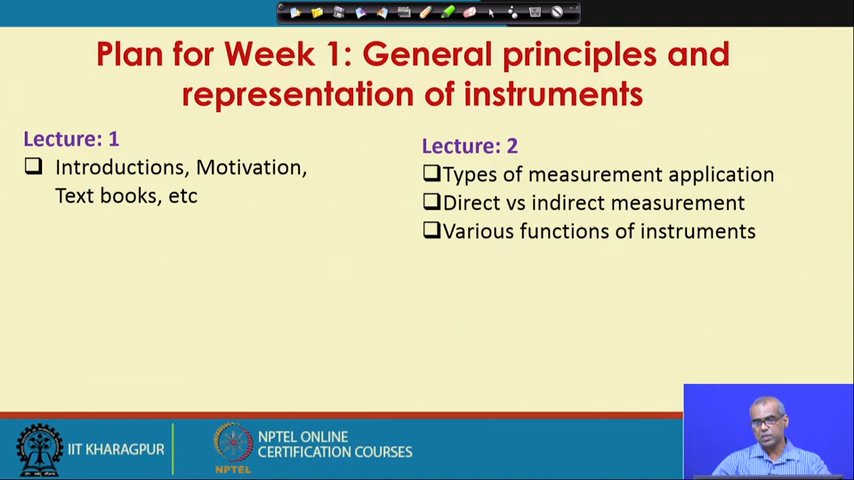 Plan for Week 1: General principles and
representation of instruments
Lecture: 1
Introductions, Motivation,
Text books, etc
Lecture: 2
Types of measurement application
Direct vs indirect measurement
Various functions of instruments
IIT KHARAGPUR
NPTEL
NPTEL ONLINE
CERTIFICATION COURSES